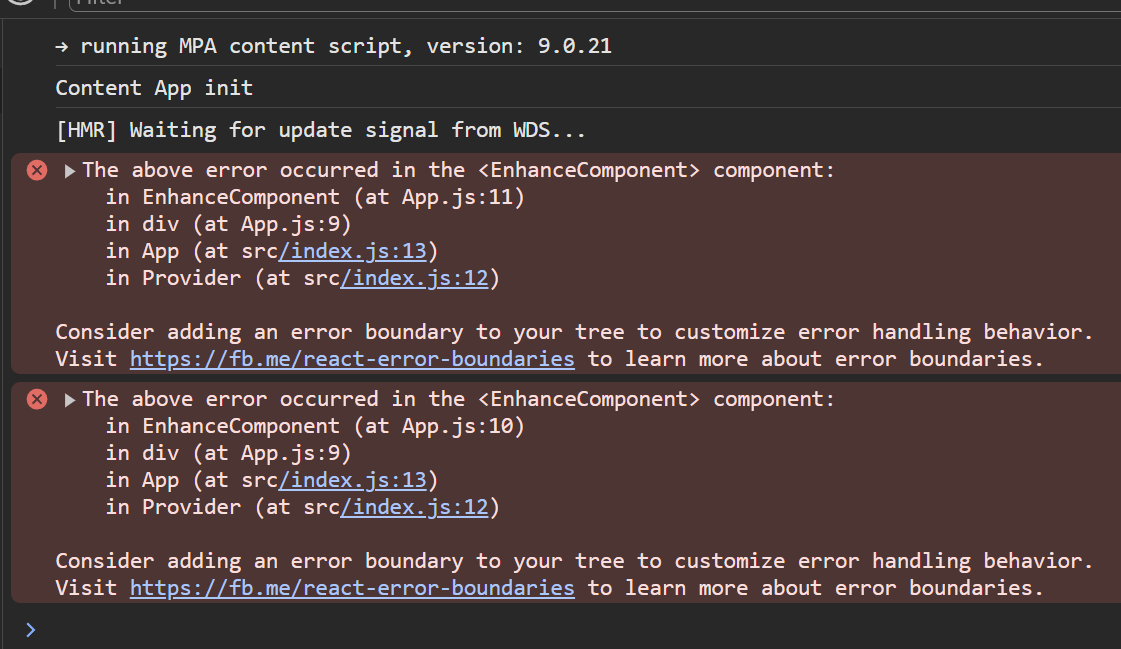 Filter
→ running MPA content script, version: 9.0.21
Content App init
[HMR] Waiting for update signal from WDS...
The above error occurred in the <EnhanceComponent> component:
in EnhanceComponent (at App.js:11)
in div (at App.js:9)
in App (at src/index.js:13)
in Provider (at src/index.js:12)
Consider adding an error boundary to your tree to customize error handling behavior.
Visit https://fb.me/react-error-boundaries to learn more about error boundaries.
The above error occurred in the <EnhanceComponent> component:
in EnhanceComponent (at App.js:10)
in div (at App.js:9)
in App (at src/index.js:13)
in Provider (at src/index.js:12)
Consider adding an error boundary to your tree to customize error handling behavior.
Visit https://fb.me/react-error-boundaries to learn more about error boundaries.